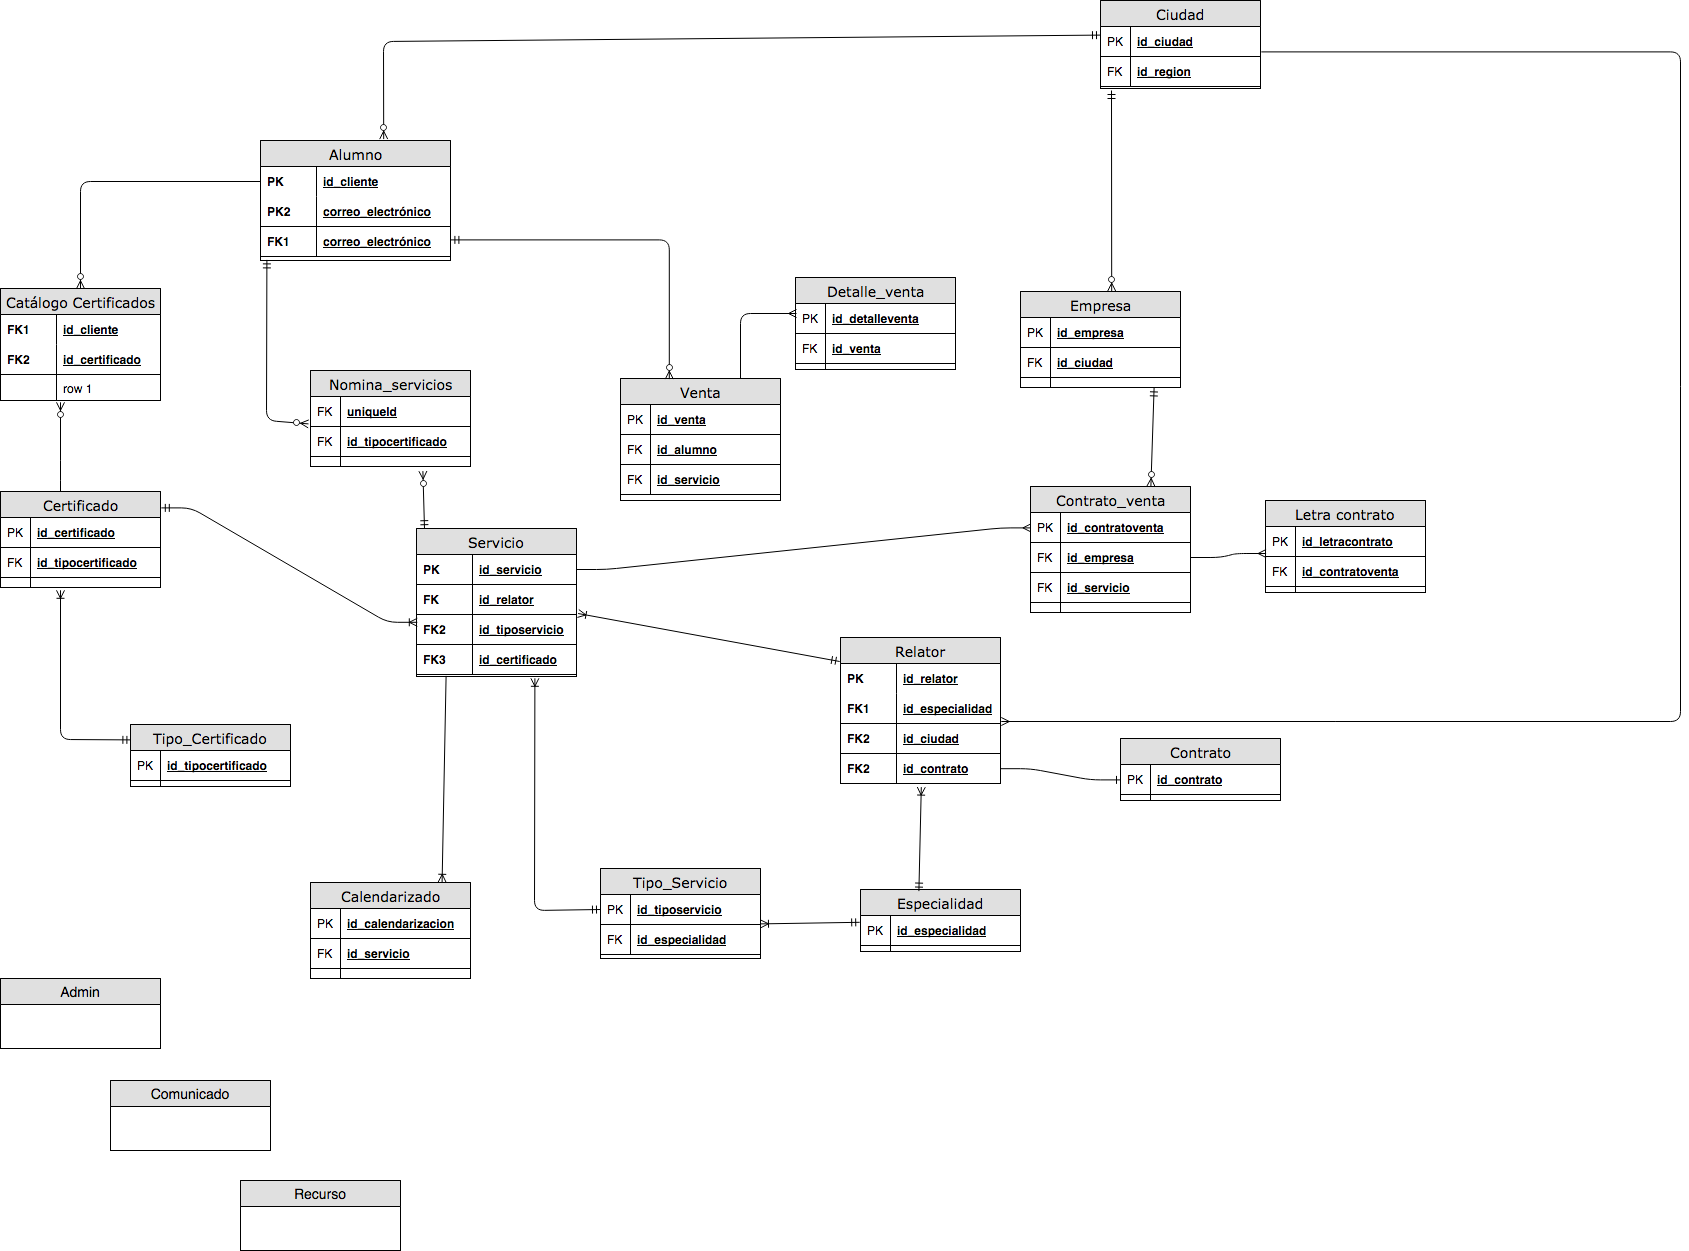 Ciudad
PK id_ciudad
FK id_region
Alumno
PK id_cliente
PK2 correo_electrónico
FK1 correo_electrónico
Catálogo Certificados
FK1 id_cliente
FK2 id_certificado
row 1
Detalle_venta
PK id_detalleventa
FK id_venta
Empresa
PK id_empresa
FK id_ciudad
Nomina_servicios
FK uniqueId
FK id_tipocertificado
Venta
PK id_venta
FK id_alumno
FK id_servicio
Certificado
PK id_certificado
FK id_tipocertificado
Servicio
PK id_servicio
FK id_relator
FK2 id_tiposervicio
FK3 id_certificado
Contrato_venta
PK id_contratoventa
FK id_empresa
FK id_servicio
Letra contrato
PK id_letracontrato
FK id_contratoventa
Relator
PK id_relator
FK1 id_especialidad
FK2 id_ciudad
FK2 id_contrato
Tipo_Certificado
PK id_tipocertificado
Contrato
PK id_contrato
Calendarizado
PK id_calendarizacion
FK id_servicio
Tipo_Servicio
PK id_tiposervicio
FK id_especialidad
Especialidad
PK id_especialidad
Admin
Comunicado
Recurso